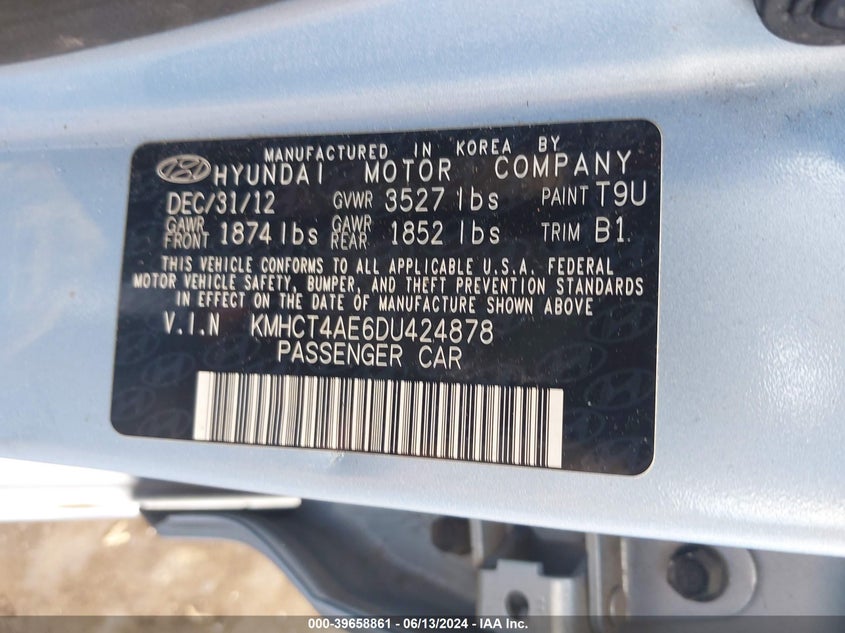 MANUFACTURED IN KOREA BY
HYUNDAI MOTOR COMPANY
DEC/31/12 GVWR 3527 lbs PAINT T9U
GAWR FRONT 1874 lbs GAWR REAR 1852 lbs TRIM B1
THIS VEHICLE CONFORMS TO ALL APPLICABLE U.S.A. FEDERAL
MOTOR VEHICLE SAFETY, BUMPER, AND THEFT PREVENTION STANDARDS
IN EFFECT ON THE DATE OF MANUFACTURE SHOWN ABOVE
V.I.N KMHCT4AE6DU424878
PASSENGER CAR
000-39658861 - 06/13/2024 - IAA Inc.